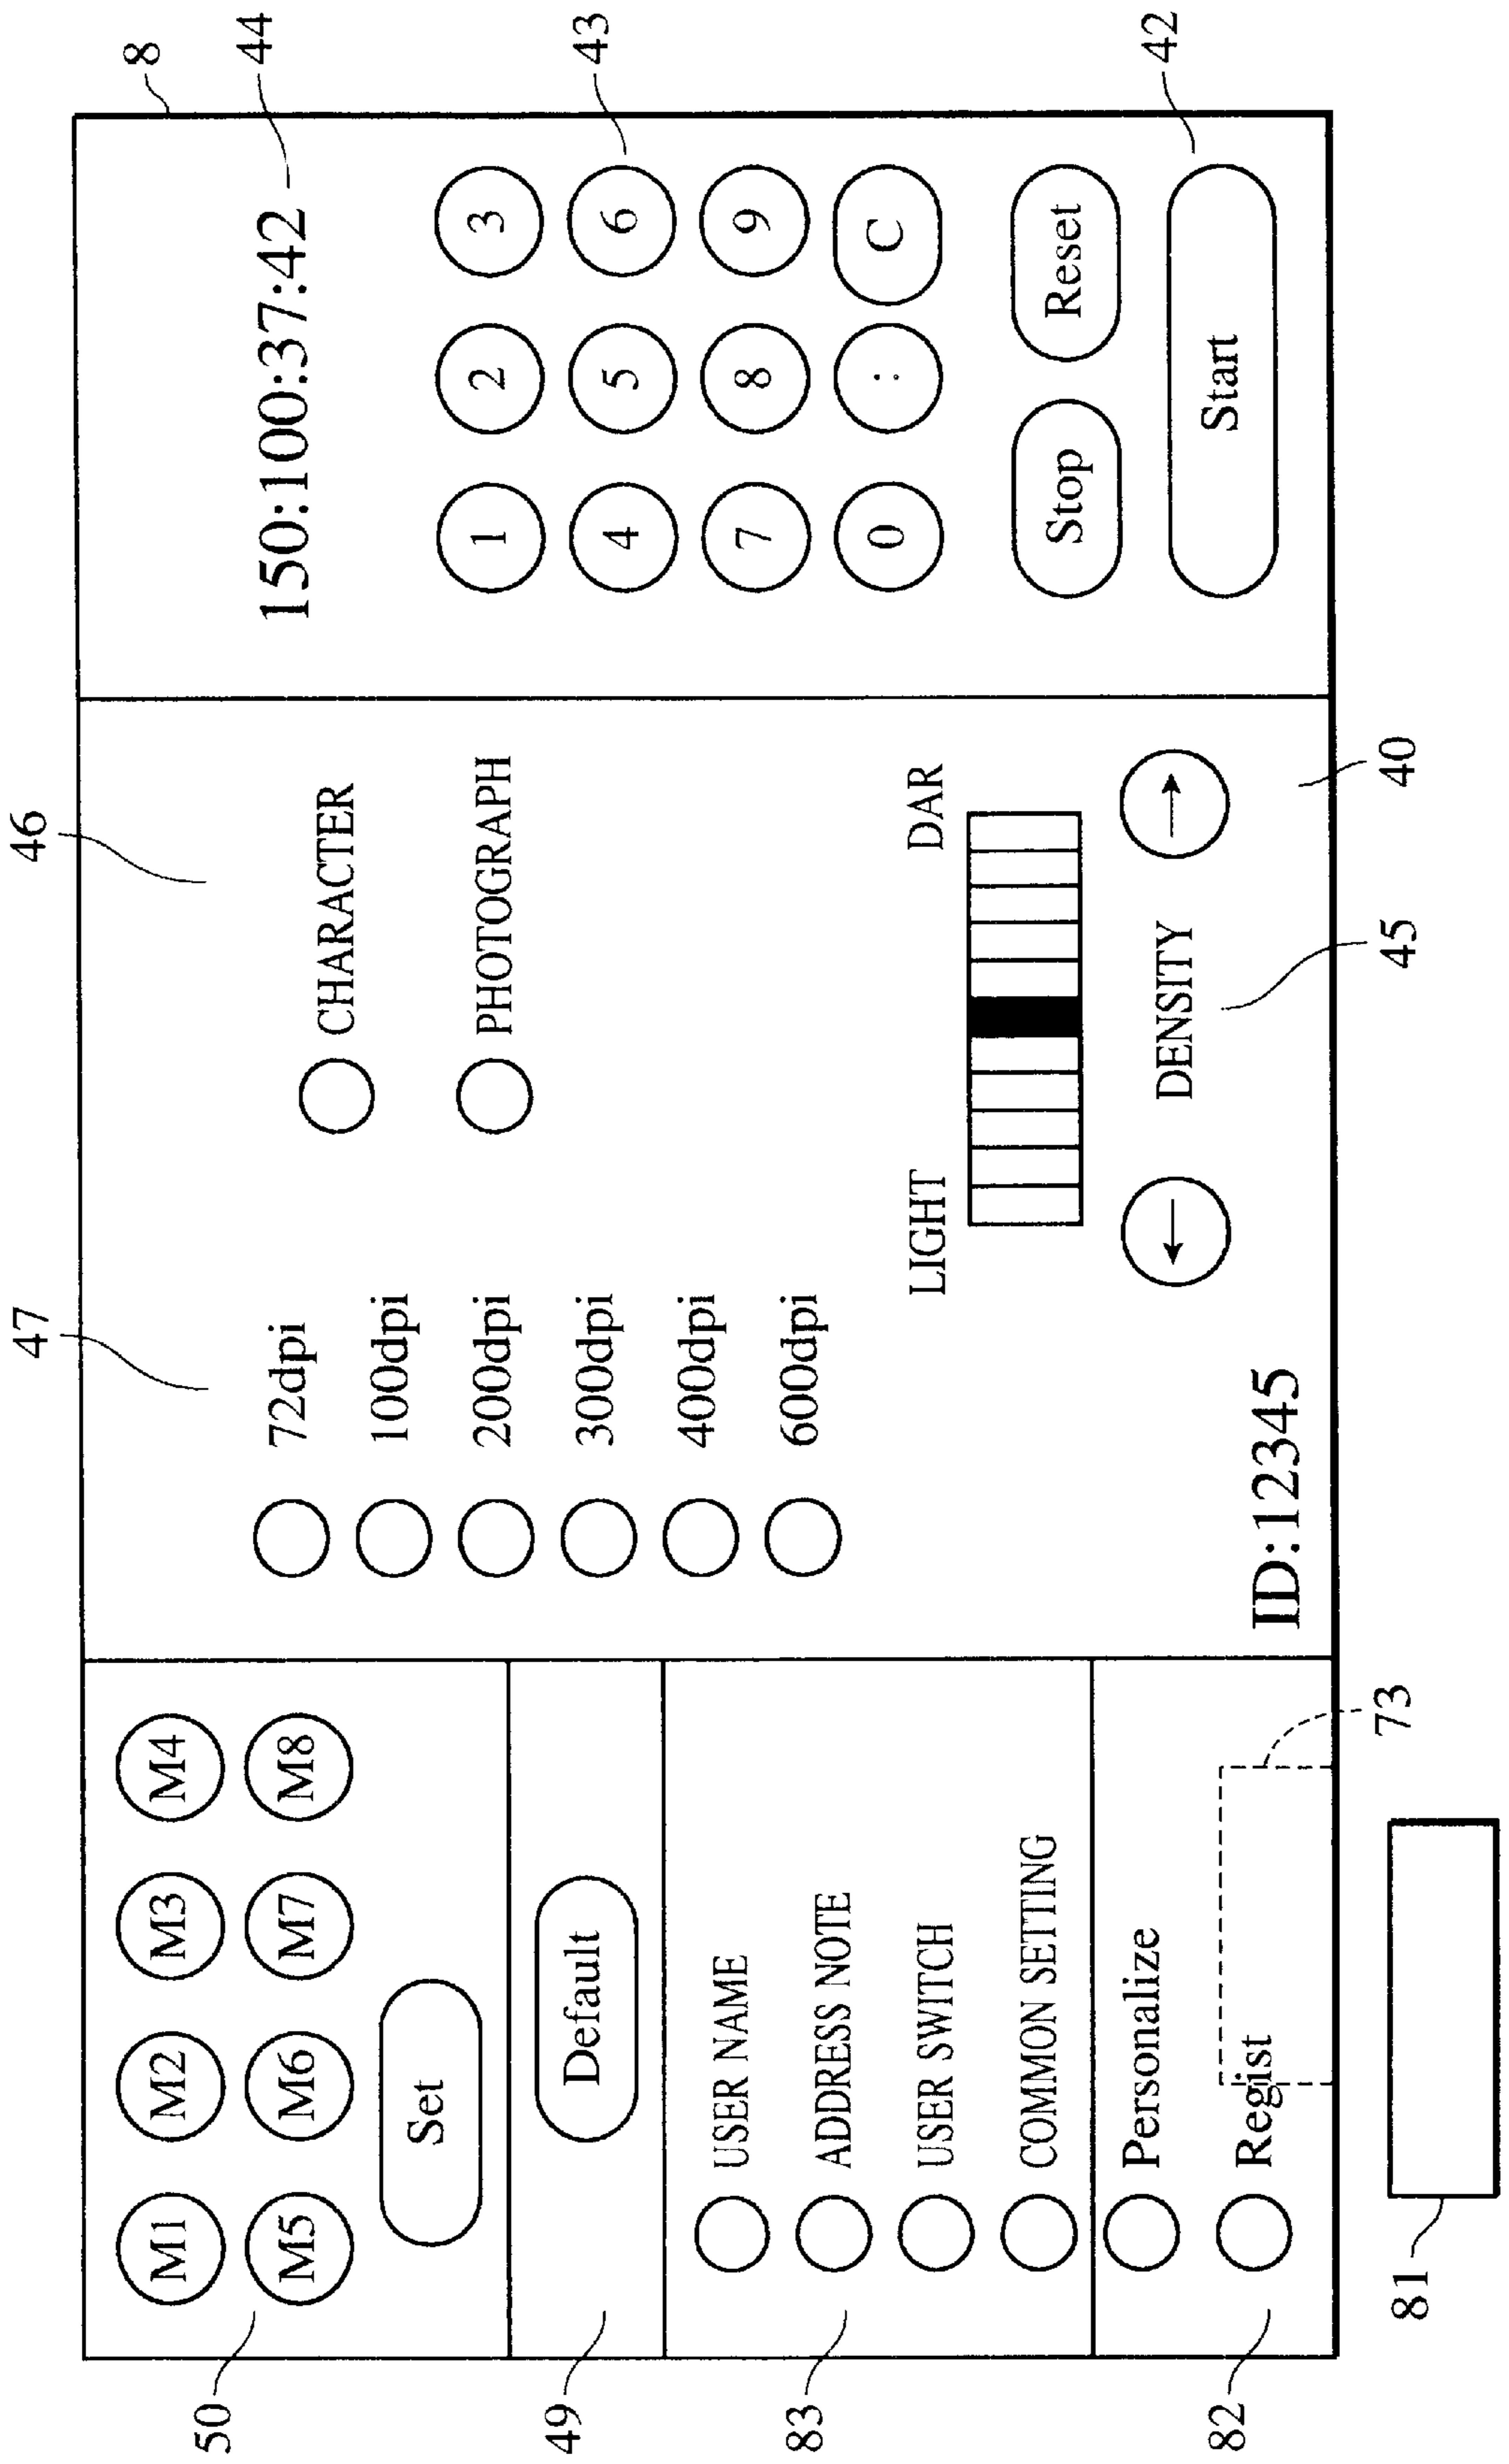 47
46
44
8
M1 M2 M3 M4
M5 M6 M7 M8
Set
50
Default
49
USER NAME
ADDRESS NOTE
USER SWITCH
COMMON SETTING
83
Personalize
Regist
82
73
81
72dpi
100dpi
200dpi
300dpi
400dpi
600dpi
CHARACTER
PHOTOGRAPH
LIGHT DAR
← DENSITY →
ID:12345
45
40
150:100:37:42
1 2 3
4 5 6
7 8 9
0 : C
43
Stop Reset
Start
42